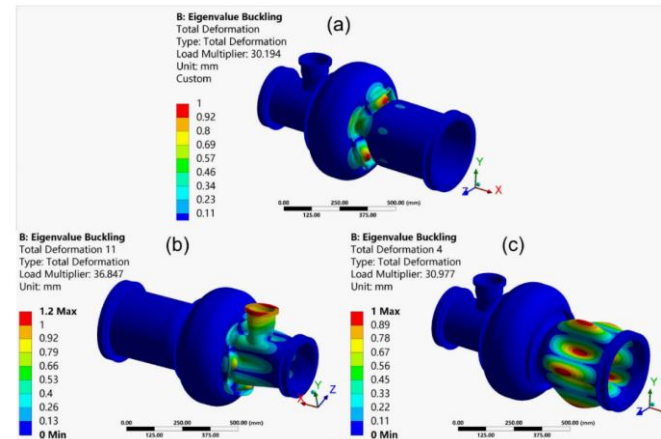 B: Eigenvalue Buckling
Total Deformation
Type: Total Deformation
Load Multiplier: 30.194
Unit: mm
Custom
(a)
1
0.92
0.8
0.69
0.57
0.46
0.34
0.23
0.11
0.00
250.00
500.00 (mm)
125.00
375.00
Y
Z
X
B: Eigenvalue Buckling
Total Deformation 11
Type: Total Deformation
Load Multiplier: 36.847
Unit: mm
(b)
1.2 Max
1
0.92
0.79
0.66
0.53
0.4
0.26
0.13
0 Min
0.00
250.00
500.00 (mm)
125.00
375.00
Y
Z
X
B: Eigenvalue Buckling
Total Deformation 4
Type: Total Deformation
Load Multiplier: 30.977
Unit: mm
(c)
1 Max
0.89
0.78
0.67
0.56
0.45
0.33
0.22
0.11
0 Min
0.00
250.00
500.00 (mm)
125.00
375.00
Y
Z
X